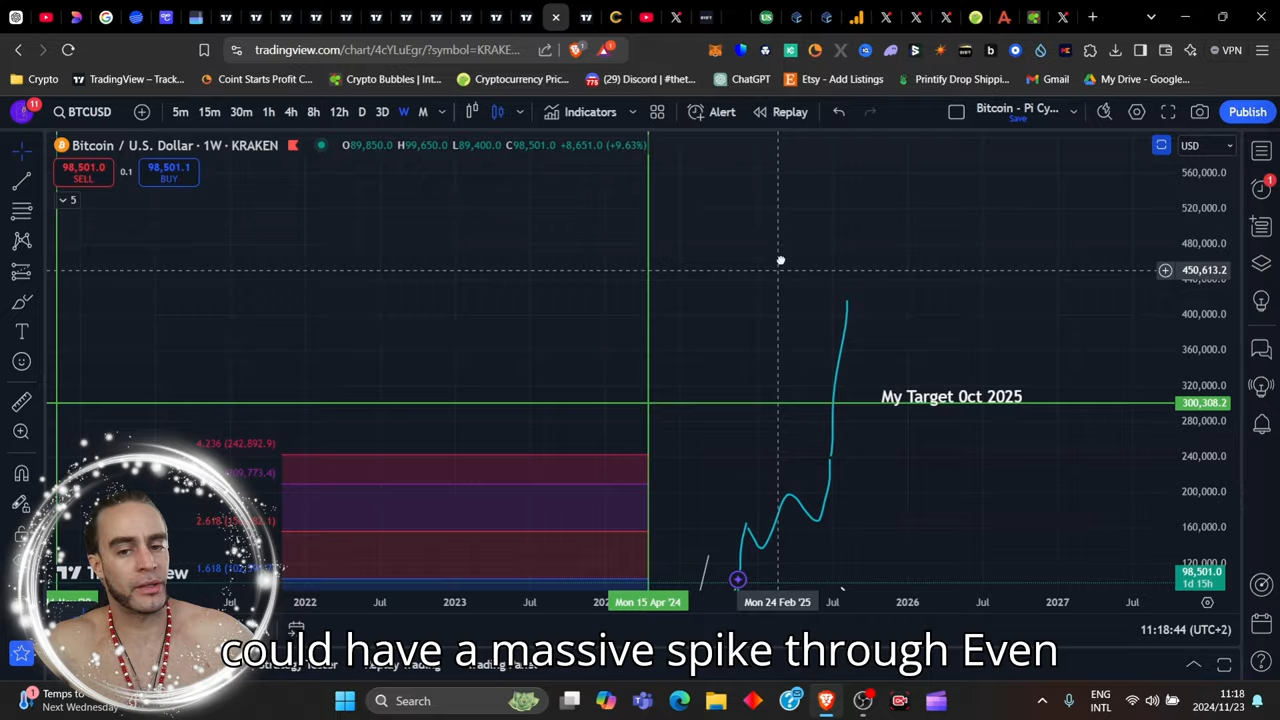 tradingview.com/chart/4cYLuEgr/?symbol=KRAKE...
VPN
Crypto
TradingView – Track...
Coint Starts Profit C...
Crypto Bubbles | Int...
Cryptocurrency Pric...
(29) Discord | #thet...
ChatGPT
Etsy - Add Listings
Printify Drop Shippi...
Gmail
My Drive - Google...
11
BTCUSD
5m 15m 30m 1h 4h 8h 12h D 3D W M
Indicators
Alert
Replay
Bitcoin - Pi Cy...
Save
Publish
Bitcoin / U.S. Dollar · 1W · KRAKEN
O89,850.0 H99,650.0 L89,400.0 C98,501.0 +8,651.0 (+9.63%)
USD
98,501.0
SELL
0.1
98,501.1
BUY
5
560,000.0
520,000.0
480,000.0
450,613.2
400,000.0
360,000.0
My Target Oct 2025
320,000.0
300,308.2
280,000.0
4.236 (242,892.9)
240,000.0
200,000.0
160,000.0
1.618
98,501.0
1d 15h
Jul
2022
Jul
2023
Jul
Mon 15 Apr '24
Mon 24 Feb '25
Jul
2026
Jul
2027
Jul
11:18:44 (UTC+2)
could have a massive spike through Even
Temps to
Next Wednesday
Search
ENG
INTL
11:18
2024/11/23